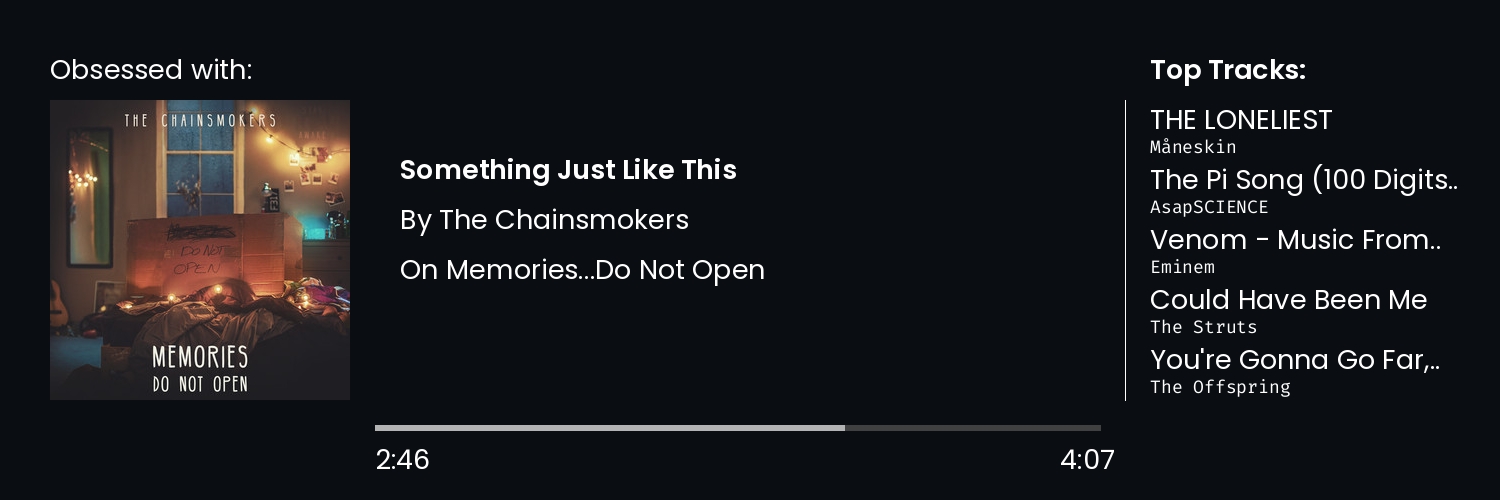 Obsessed with:
THE CHAINSMOKERS
DO NOT
OPEN
MEMORIES
DO NOT OPEN
Something Just Like This
By The Chainsmokers
On Memories...Do Not Open
2:46
4:07
Top Tracks:
THE LONELIEST
Måneskin
The Pi Song (100 Digits..
AsapSCIENCE
Venom - Music From..
Eminem
Could Have Been Me
The Struts
You're Gonna Go Far,..
The Offspring